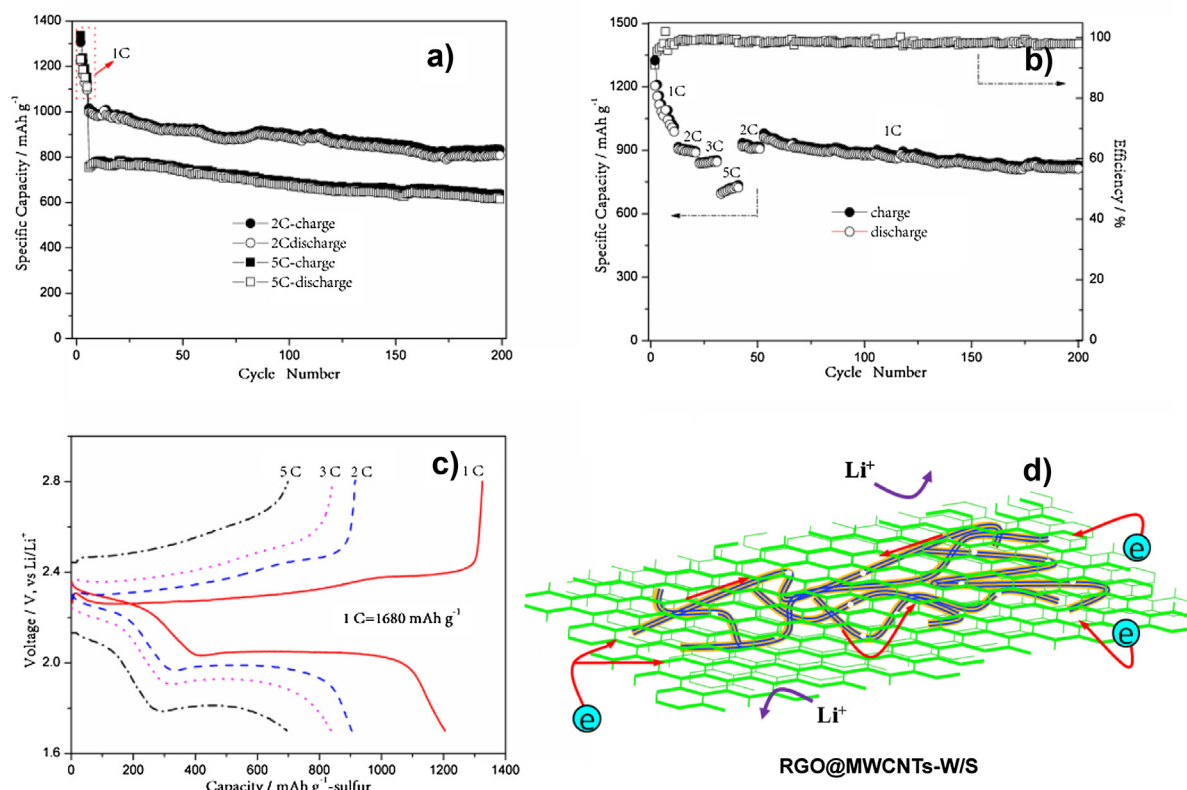 a)
1C
Specific Capacity / mAh g⁻¹
1400
1200
1000
800
600
400
200
0
2C-charge
2Cdischarge
5C-charge
5C-discharge
0 50 100 150 200
Cycle Number
b)
Specific Capacity / mAh g⁻¹
1500
1200
900
600
300
0
1C
2C
3C
5C
2C
1C
charge
discharge
100
80
60
40
20
0
Efficiency / %
0 50 100 150 200
Cycle Number
c)
Voltage / V, vs Li/Li⁺
2.8
2.4
2.0
1.6
5 C 3 C 2 C 1 C
1 C=1680 mAh g⁻¹
0 200 400 600 800 1000 1200 1400
Capacity / mAh g⁻¹-sulfur
d)
Li⁺
e
e
e
Li⁺
RGO@MWCNTs-W/S